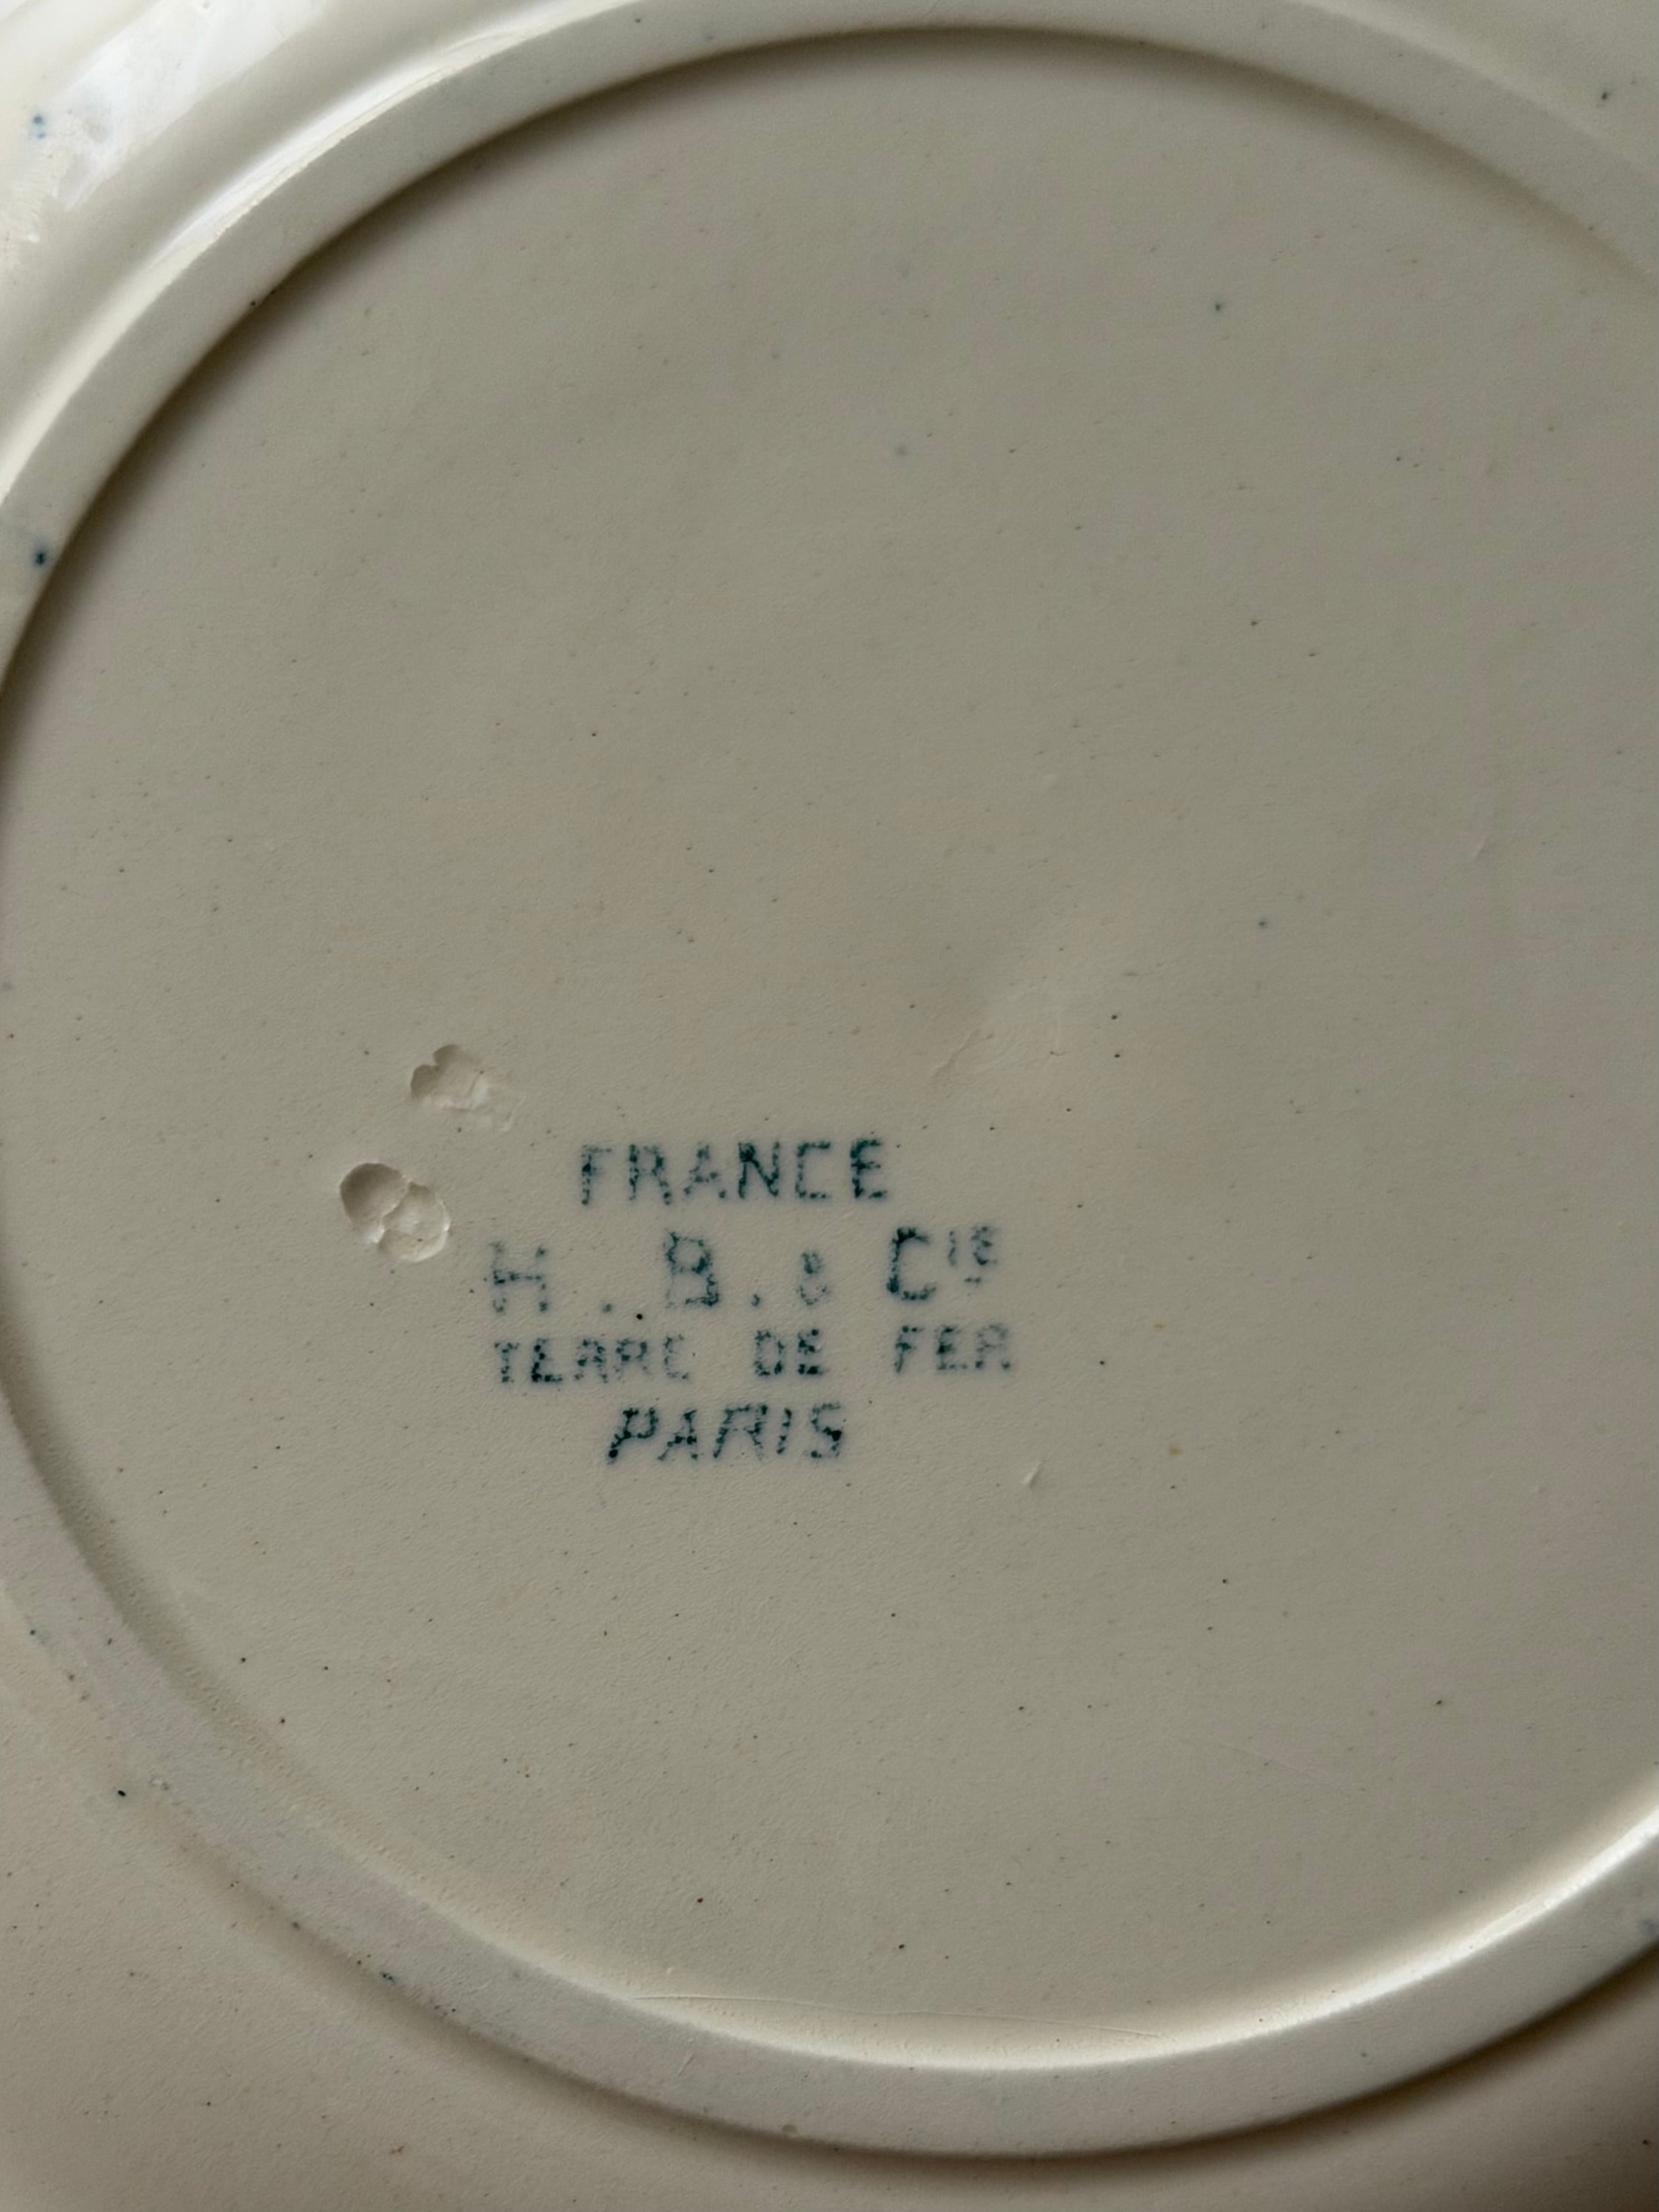 FRANCE
H. B. & CIE
TERRE DE FER
PARIS